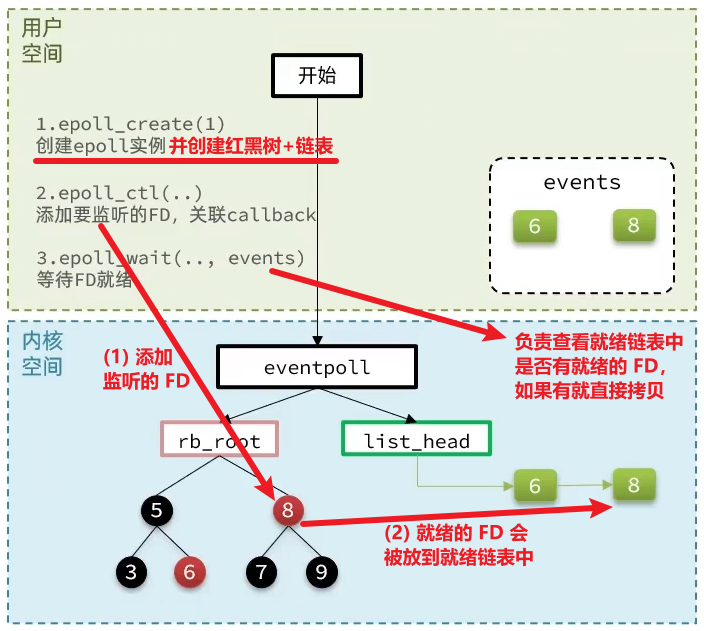 用户
空间
开始
1.epoll_create(1)
创建epoll实例 并创建红黑树+链表
2.epoll_ctl(..)
添加要监听的FD，关联callback
3.epoll_wait(.., events)
等待FD就绪
events
6 8
内核
空间
(1) 添加
监听的 FD
负责查看就绪链表中
是否有就绪的 FD，
如果有就直接拷贝
eventpoll
rb_root
list_head
6 8
5 8
3 6 7 9
(2) 就绪的 FD 会
被放到就绪链表中